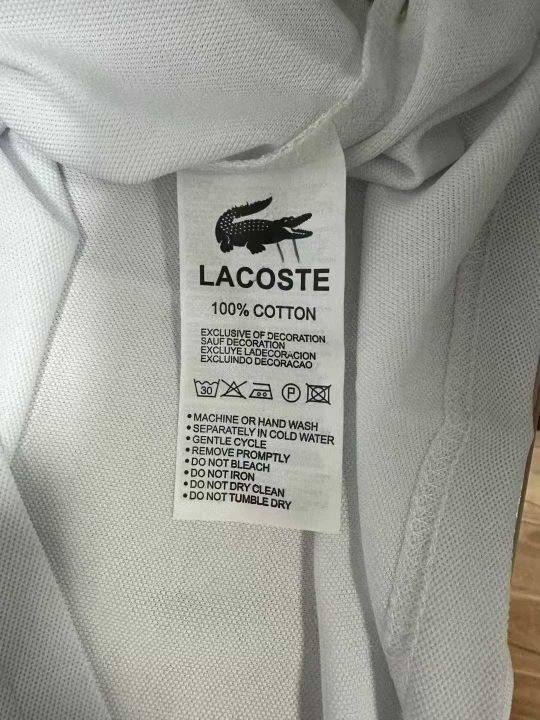 LACOSTE
100% COTTON
EXCLUSIVE OF DECORATION
SAUF DECORATION
EXCLUYE LADECORACION
EXCLUINDO DECORACAO
30 P
• MACHINE OR HAND WASH
• SEPARATELY IN COLD WATER
• GENTLE CYCLE
• REMOVE PROMPTLY
• DO NOT BLEACH
• DO NOT IRON
• DO NOT DRY CLEAN
• DO NOT TUMBLE DRY